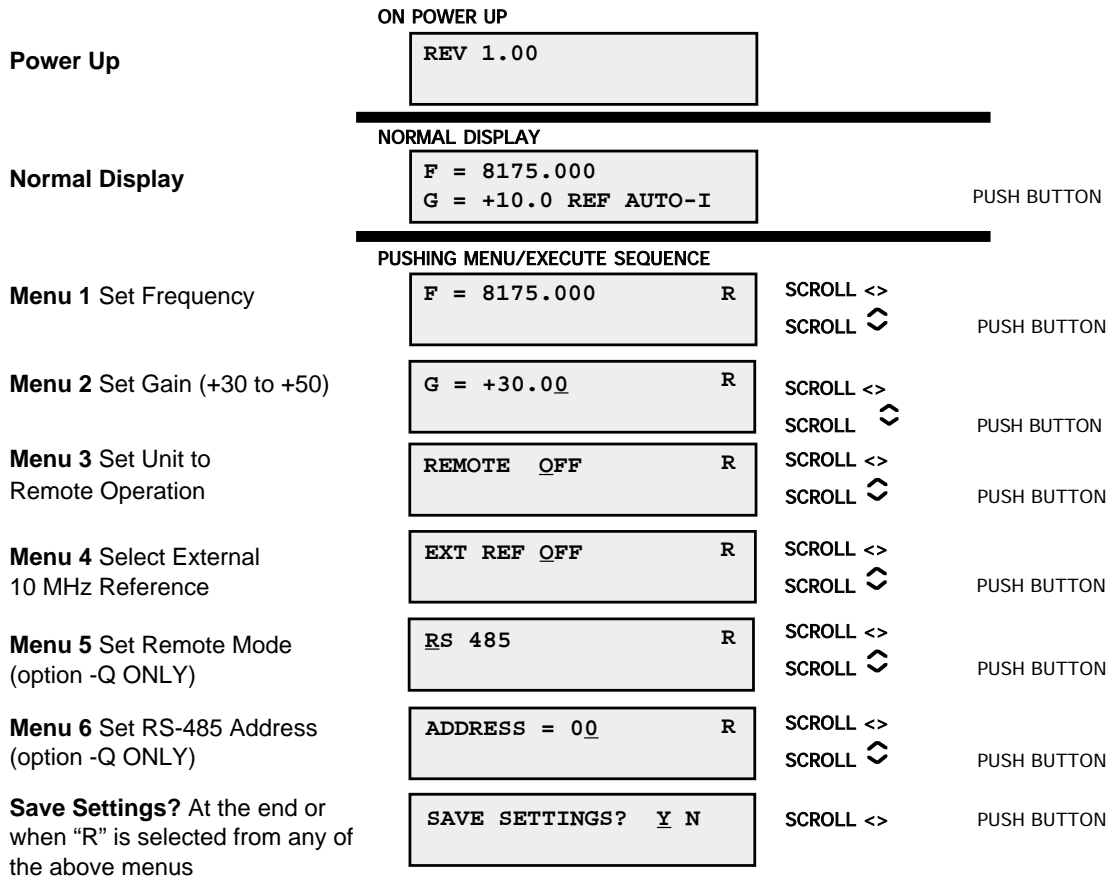 ON POWER UP
Power Up
REV 1.00
NORMAL DISPLAY
Normal Display
F = 8175.000
G = +10.0 REF AUTO-I
PUSH BUTTON
PUSHING MENU/EXECUTE SEQUENCE
Menu 1 Set Frequency
F = 8175.000 R
SCROLL <>
SCROLL
PUSH BUTTON
Menu 2 Set Gain (+30 to +50)
G = +30.00 R
SCROLL <>
SCROLL
PUSH BUTTON
Menu 3 Set Unit to
Remote Operation
REMOTE OFF R
SCROLL <>
SCROLL
PUSH BUTTON
Menu 4 Select External
10 MHz Reference
EXT REF OFF R
SCROLL <>
SCROLL
PUSH BUTTON
Menu 5 Set Remote Mode
(option -Q ONLY)
RS 485 R
SCROLL <>
SCROLL
PUSH BUTTON
Menu 6 Set RS-485 Address
(option -Q ONLY)
ADDRESS = 00 R
SCROLL <>
SCROLL
PUSH BUTTON
Save Settings? At the end or
when “R” is selected from any of
the above menus
SAVE SETTINGS? Y N
SCROLL <>
PUSH BUTTON